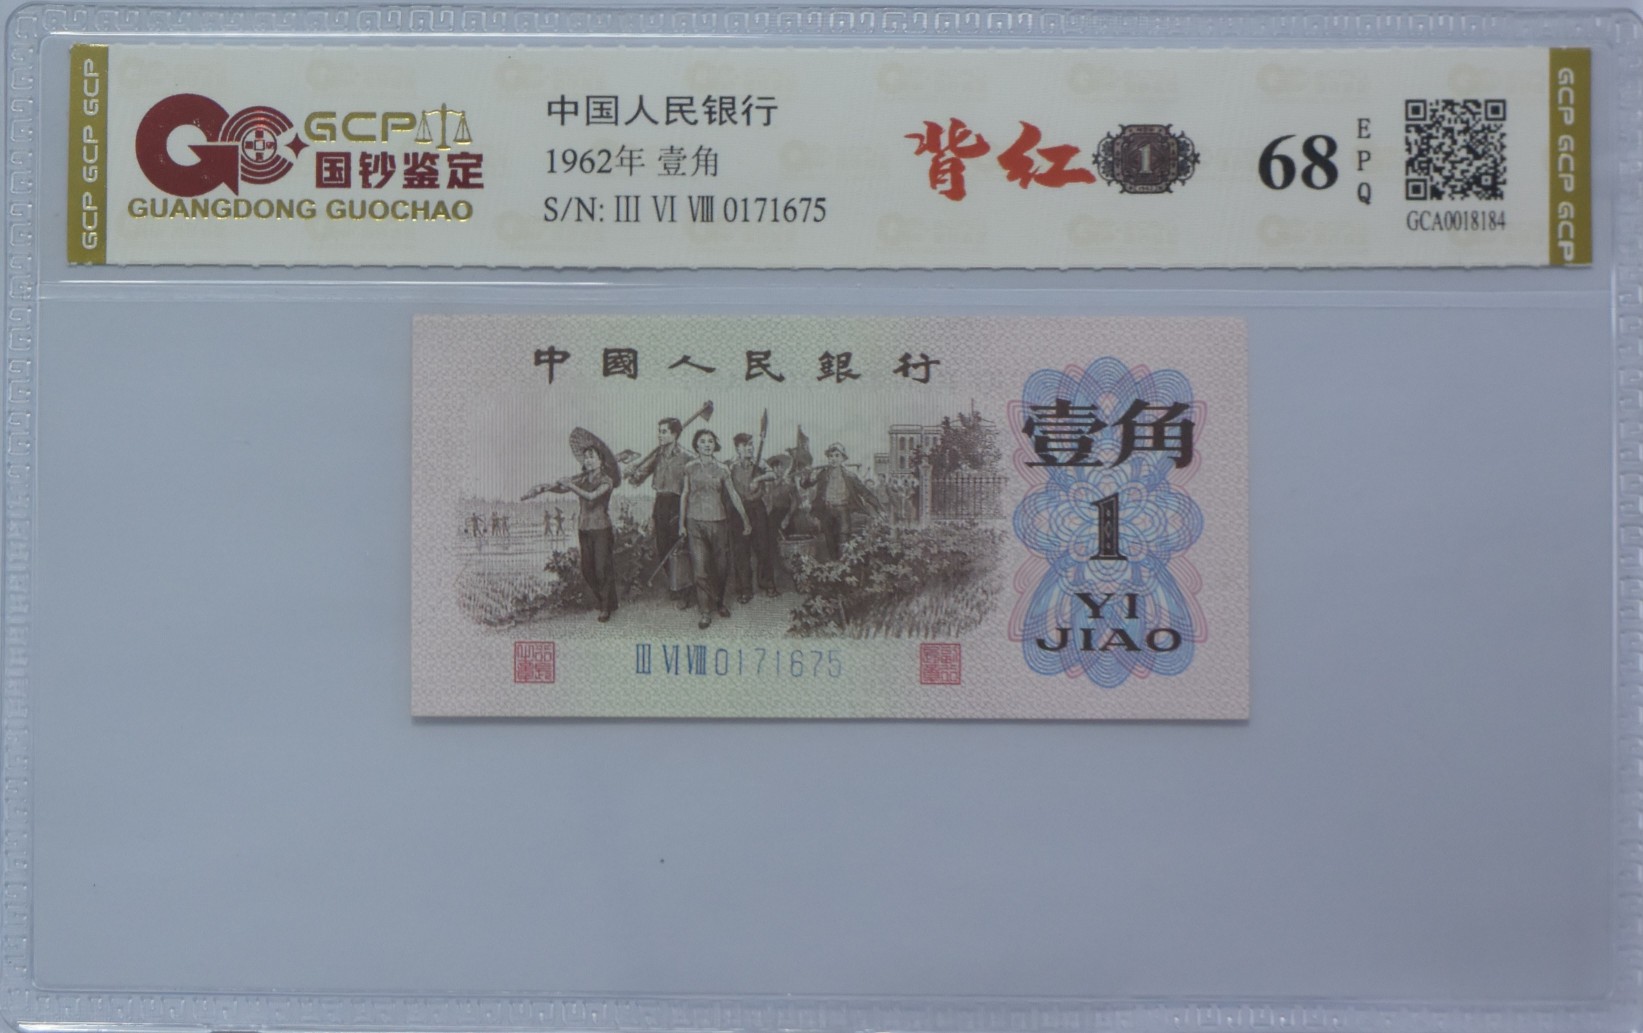 GCP GCP GCP
GCP
国钞鉴定
GUANGDONG GUOCHAO
中国人民银行
1962年 壹角
S/N: III VI VIII 0171675
背红
1
68
EPQ
GCA0018184
GCP GCP GCP
中國人民銀行
壹角
1
YI
JIAO
III VI VIII 0171675